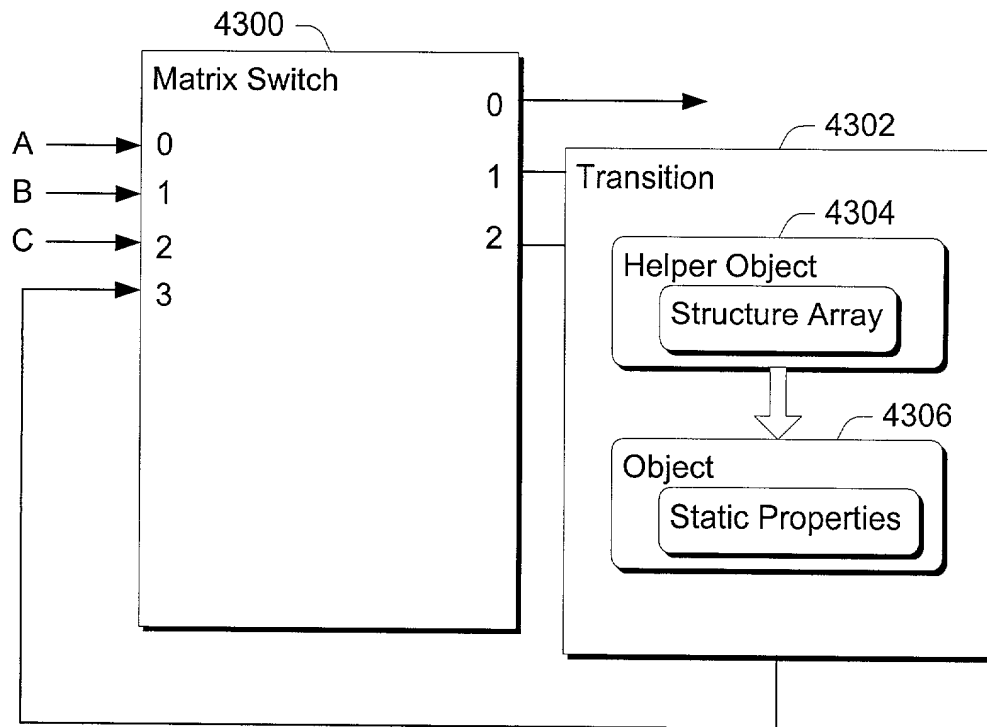 4300
Matrix Switch
0
4302
A
0
1
Transition
B
1
4304
C
2
2
Helper Object
3
Structure Array
4306
Object
Static Properties